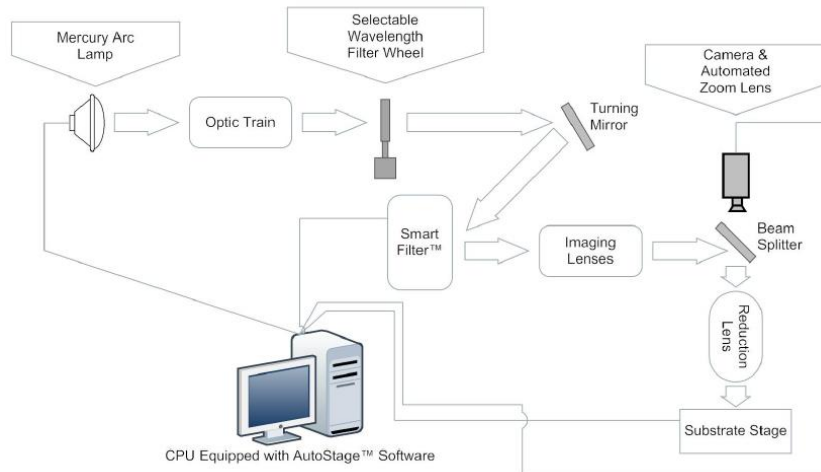 Mercury Arc
Lamp
Selectable
Wavelength
Filter Wheel
Camera &
Automated
Zoom Lens
Optic Train
Turning
Mirror
Smart
Filter™
Imaging
Lenses
Beam
Splitter
Reduction
Lens
Substrate Stage
CPU Equipped with AutoStage™ Software